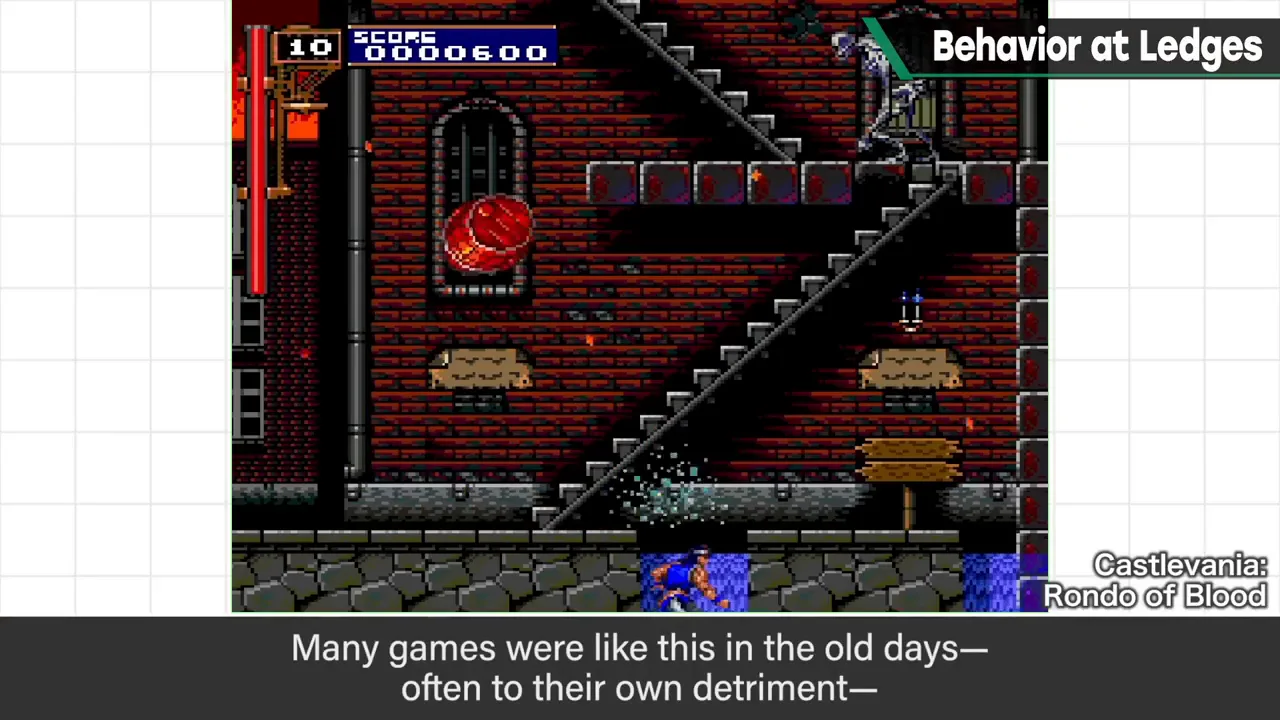 10
SCORE
0000600
Behavior at Ledges
Castlevania:
Rondo of Blood
Many games were like this in the old days—
often to their own detriment—